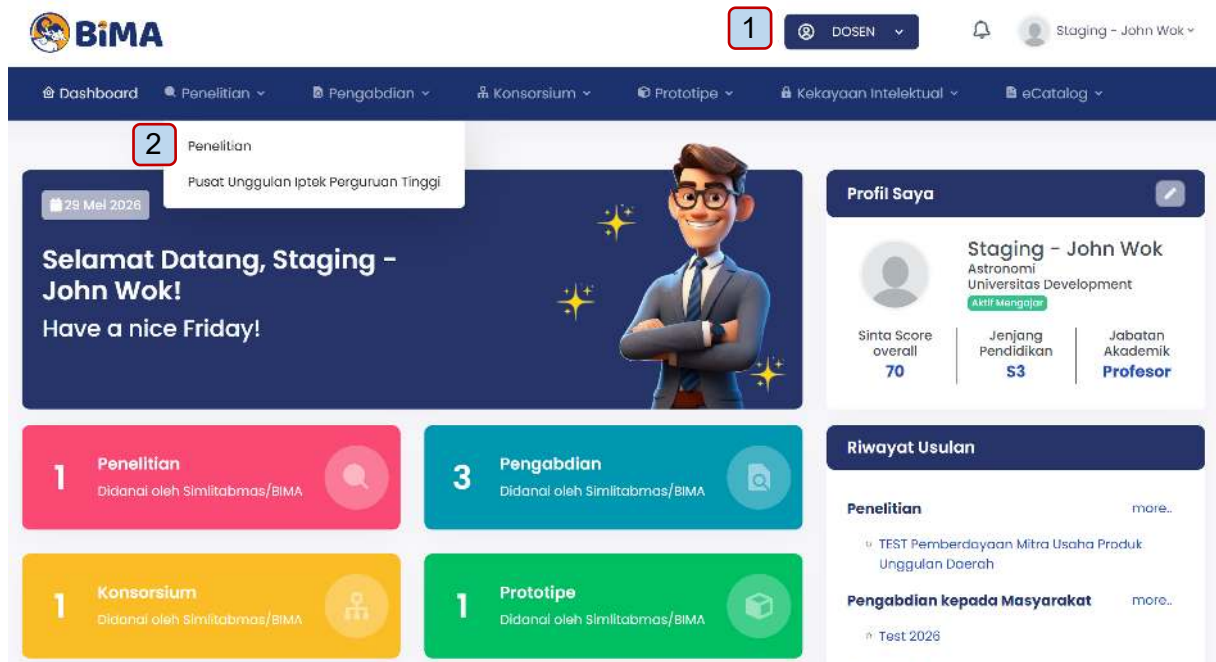 BiMA
1
DOSEN
Staging - John Wok
Dashboard
Penelitian
Pengabdian
Konsorsium
Prototipe
Kekayaan Intelektual
eCatalog
2
Penelitian
Pusat Unggulan Iptek Perguruan Tinggi
29 Mei 2026
Selamat Datang, Staging -
John Wok!
Have a nice Friday!
Profil Saya
Staging - John Wok
Astronomi
Universitas Development
Aktif Mengajar
Sinta Score
overall
70
Jenjang
Pendidikan
S3
Jabatan
Akademik
Profesor
1
Penelitian
Didanai oleh Simlitabmas/BIMA
3
Pengabdian
Didanai oleh Simlitabmas/BIMA
1
Konsorsium
Didanai oleh Simlitabmas/BIMA
1
Prototipe
Didanai oleh Simlitabmas/BIMA
Riwayat Usulan
Penelitian
more..
TEST Pemberdayaan Mitra Usaha Produk
Unggulan Daerah
Pengabdian kepada Masyarakat
more..
Test 2026